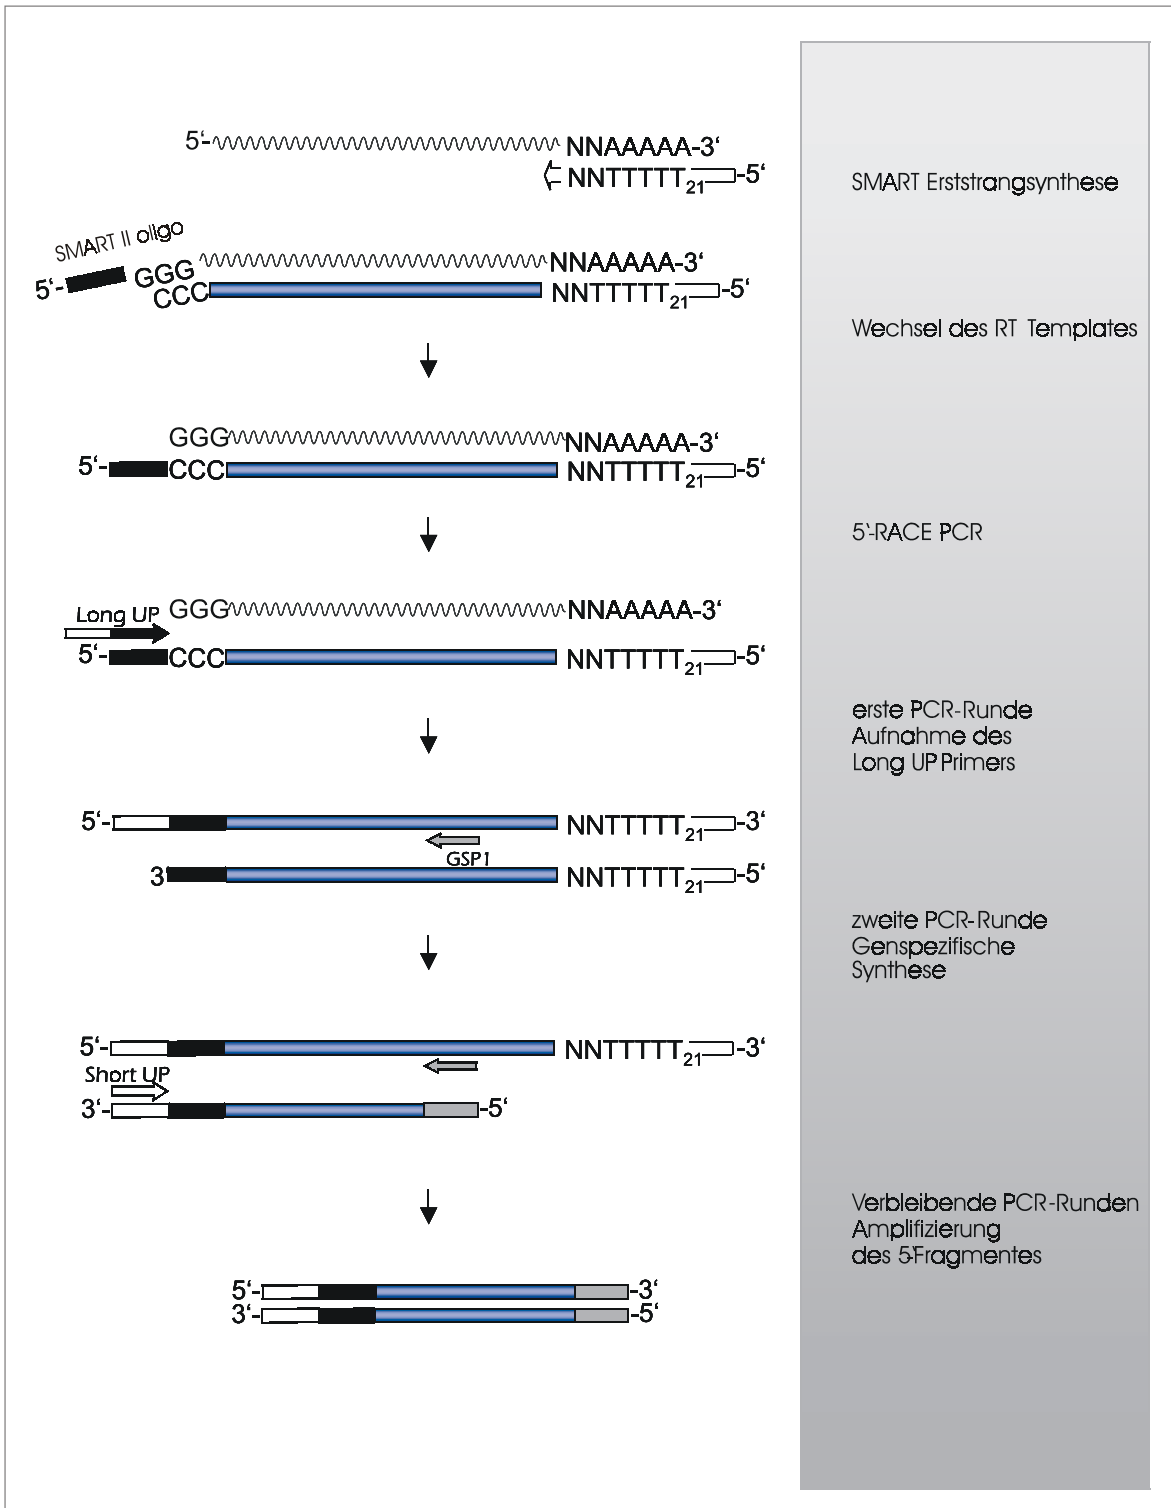 5'-NNAAAAA-3'
NNTTTTT21-5'
SMART Erststrangsynthese
SMART II oligo
5'-GGG NNAAAAA-3'
CCC NNTTTTT21-5'
Wechsel des RT Templates
GGG NNAAAAA-3'
5'-CCC NNTTTTT21-5'
5'-RACE PCR
Long UP GGG NNAAAAA-3'
5'-CCC NNTTTTT21-5'
erste PCR-Runde
Aufnahme des
Long UP Primers
5'-NNTTTTT21-3'
GSP1
3' NNTTTTT21-5'
zweite PCR-Runde
Genspezifische
Synthese
5'-NNTTTTT21-3'
Short UP
3'-5'
Verbleibende PCR-Runden
Amplifizierung
des 5'-Fragmentes
5'-3'
3'-5'